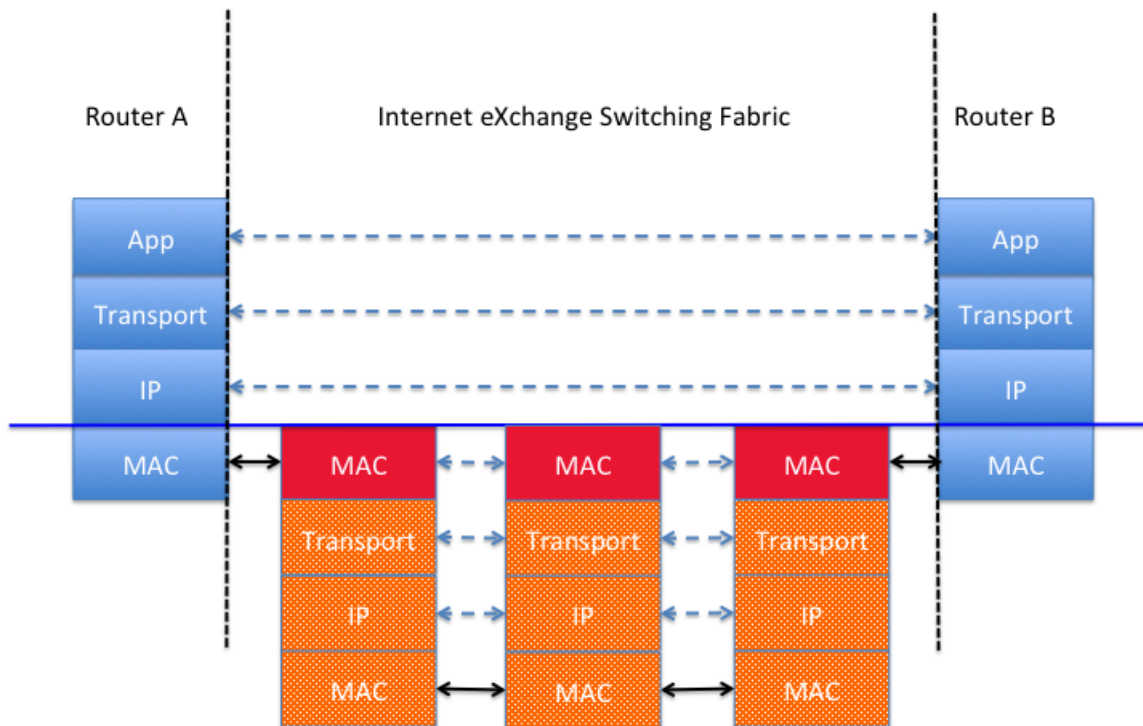 Router A
Internet eXchange Switching Fabric
Router B
App
App
Transport
Transport
IP
IP
MAC
MAC
MAC
MAC
MAC
Transport
Transport
Transport
IP
IP
IP
MAC
MAC
MAC